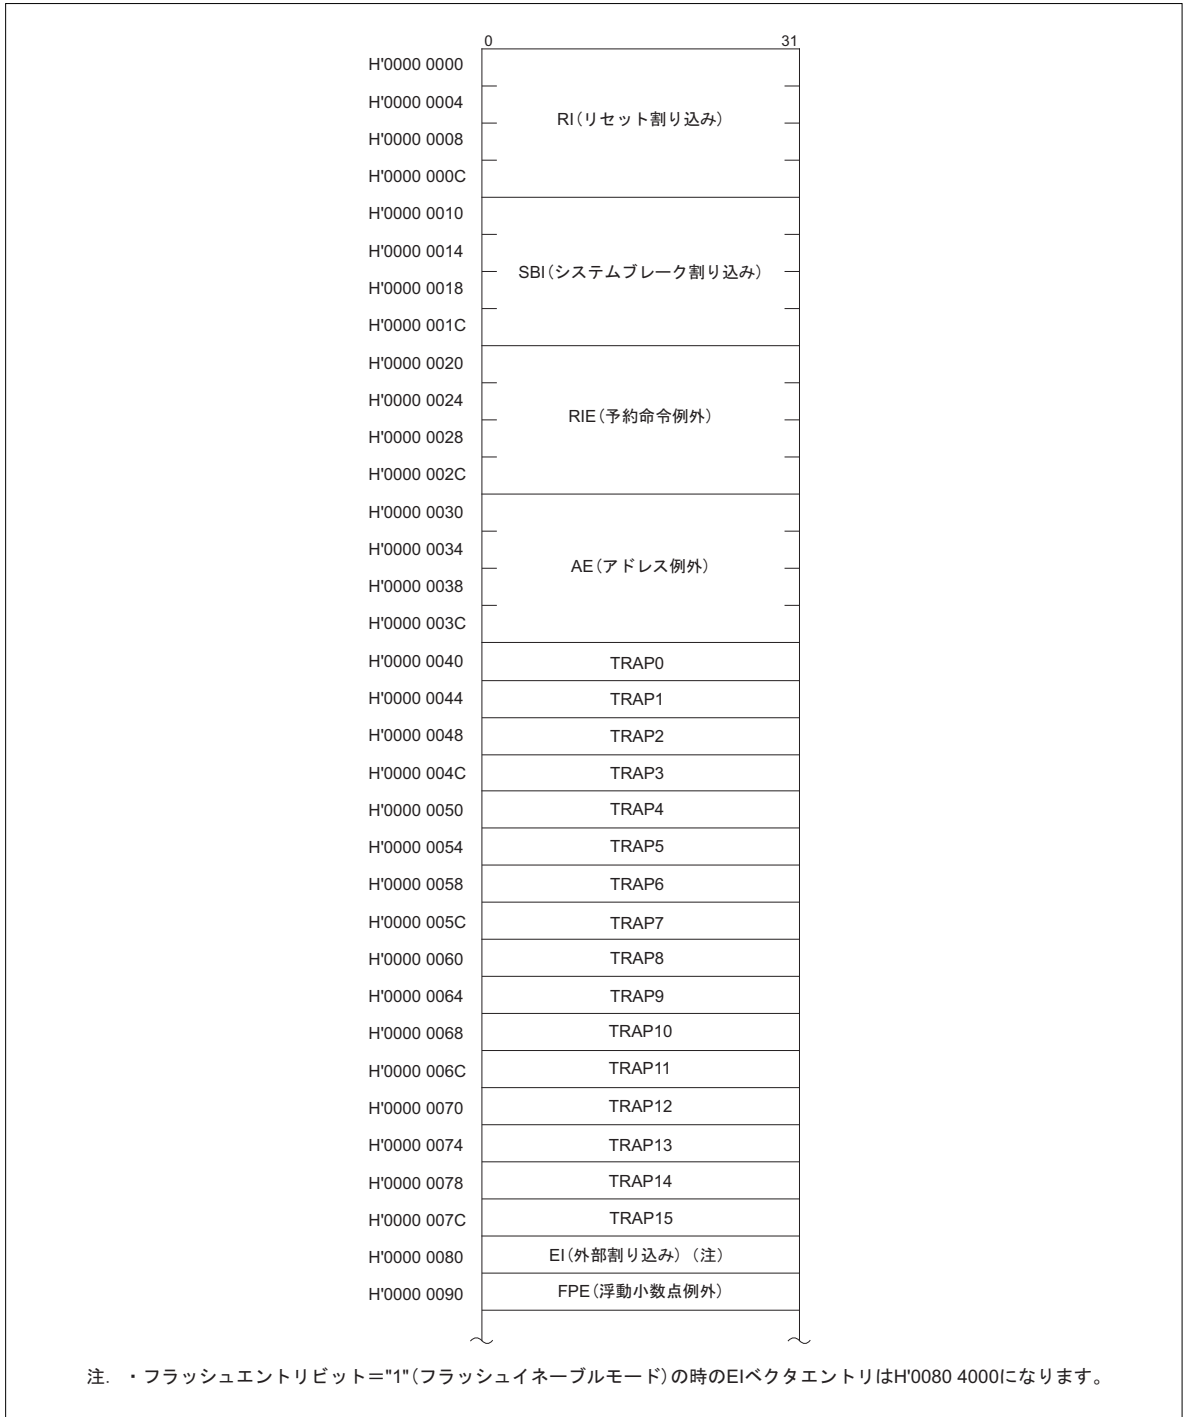 0 31
H'0000 0000
H'0000 0004
RI(リセット割り込み)
H'0000 0008
H'0000 000C
H'0000 0010
H'0000 0014
SBI(システムブレーク割り込み)
H'0000 0018
H'0000 001C
H'0000 0020
H'0000 0024
RIE(予約命令例外)
H'0000 0028
H'0000 002C
H'0000 0030
H'0000 0034
AE(アドレス例外)
H'0000 0038
H'0000 003C
H'0000 0040 TRAP0
H'0000 0044 TRAP1
H'0000 0048 TRAP2
H'0000 004C TRAP3
H'0000 0050 TRAP4
H'0000 0054 TRAP5
H'0000 0058 TRAP6
H'0000 005C TRAP7
H'0000 0060 TRAP8
H'0000 0064 TRAP9
H'0000 0068 TRAP10
H'0000 006C TRAP11
H'0000 0070 TRAP12
H'0000 0074 TRAP13
H'0000 0078 TRAP14
H'0000 007C TRAP15
H'0000 0080 EI(外部割り込み)(注)
H'0000 0090 FPE(浮動小数点例外)
注. ・フラッシュエントリビット="1"(フラッシュイネーブルモード)の時のEIベクタエントリはH'0080 4000になります。